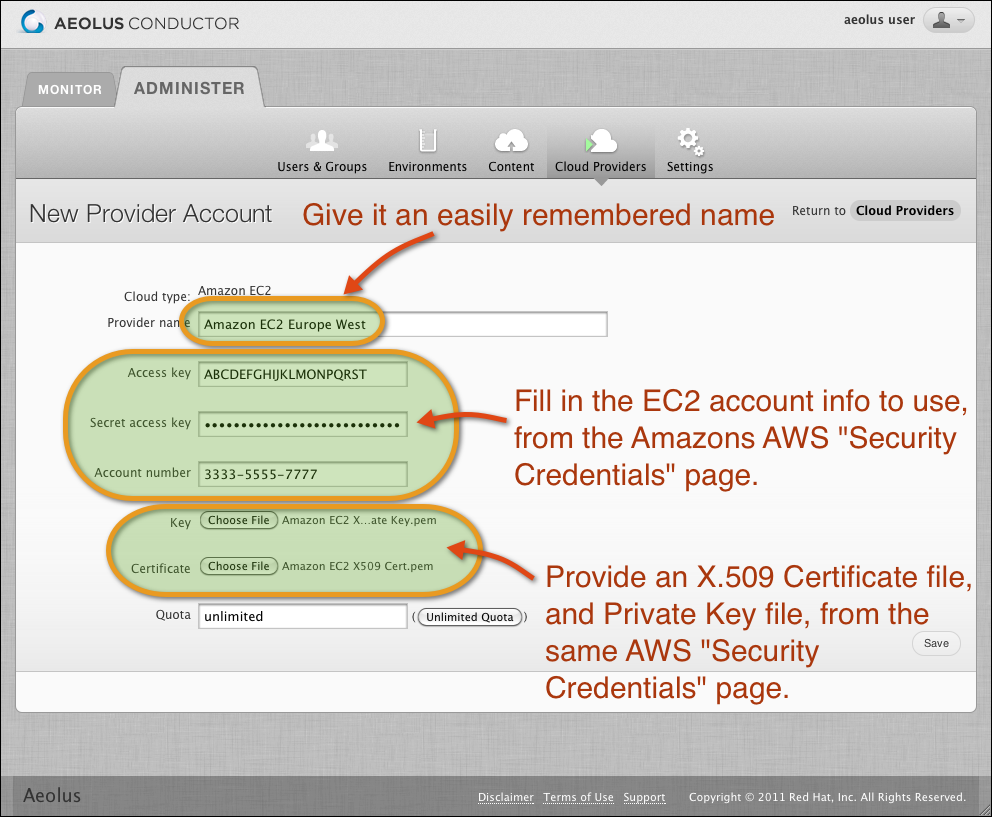 AEOLUS CONDUCTOR
aeolus user
MONITOR
ADMINISTER
Users & Groups
Environments
Content
Cloud Providers
Settings
New Provider Account
Give it an easily remembered name
Return to Cloud Providers
Cloud type: Amazon EC2
Provider name Amazon EC2 Europe West
Access key ABCDEFGHIJKLMONPQRST
Secret access key ••••••••••••••••••••••••••
Account number 3333-5555-7777
Fill in the EC2 account info to use,
from the Amazons AWS "Security
Credentials" page.
Key Choose File Amazon EC2 X...ate Key.pem
Certificate Choose File Amazon EC2 X509 Cert.pem
Provide an X.509 Certificate file,
and Private Key file, from the
same AWS "Security
Credentials" page.
Quota unlimited (Unlimited Quota)
Save
Aeolus
Disclaimer Terms of Use Support Copyright © 2011 Red Hat, Inc. All Rights Reserved.